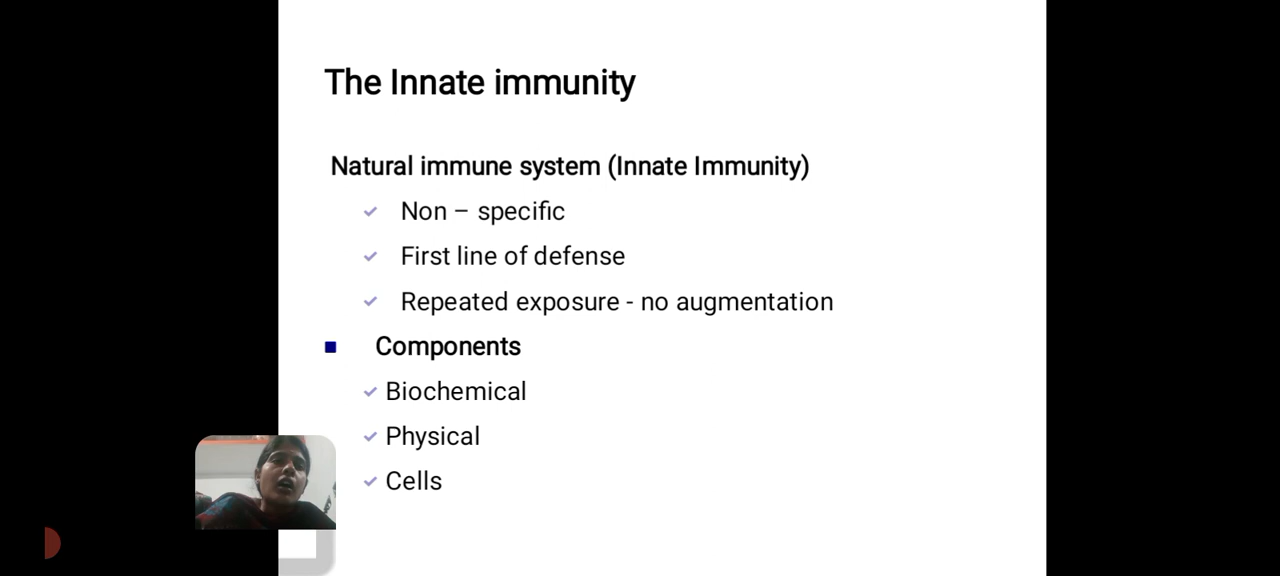 The Innate immunity
Natural immune system (Innate Immunity)
Non – specific
First line of defense
Repeated exposure - no augmentation
Components
Biochemical
Physical
Cells